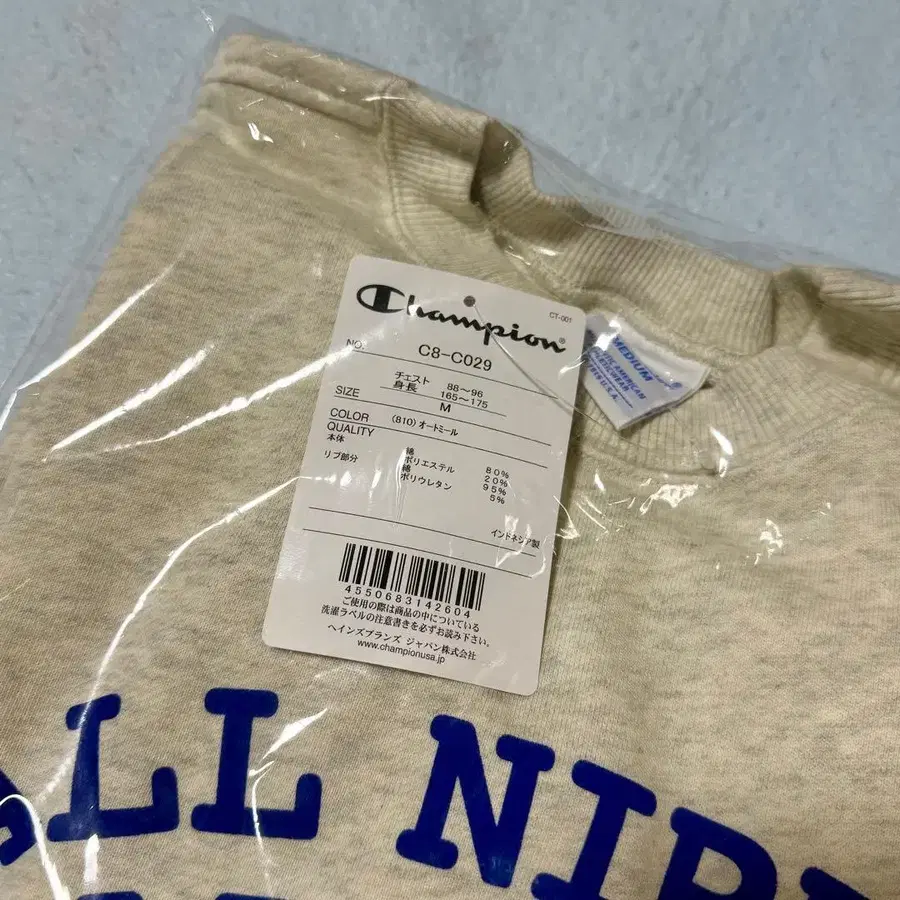 Champion
CT-001
NO. C8-C029
チェスト 88～96
身長 165～175
SIZE M
COLOR (810) オートミール
QUALITY
本体 綿 80%
ポリエステル 20%
リブ部分 綿 95%
ポリウレタン 5%
インドネシア製
4550683142604
ご使用の際は商品の中についている
洗濯ラベルの注意書きを必ずお読み下さい。
ヘインズブランズ ジャパン株式会社
www.championusa.jp
MEDIUM
AMERICAN
U.S.A.
ALL NI